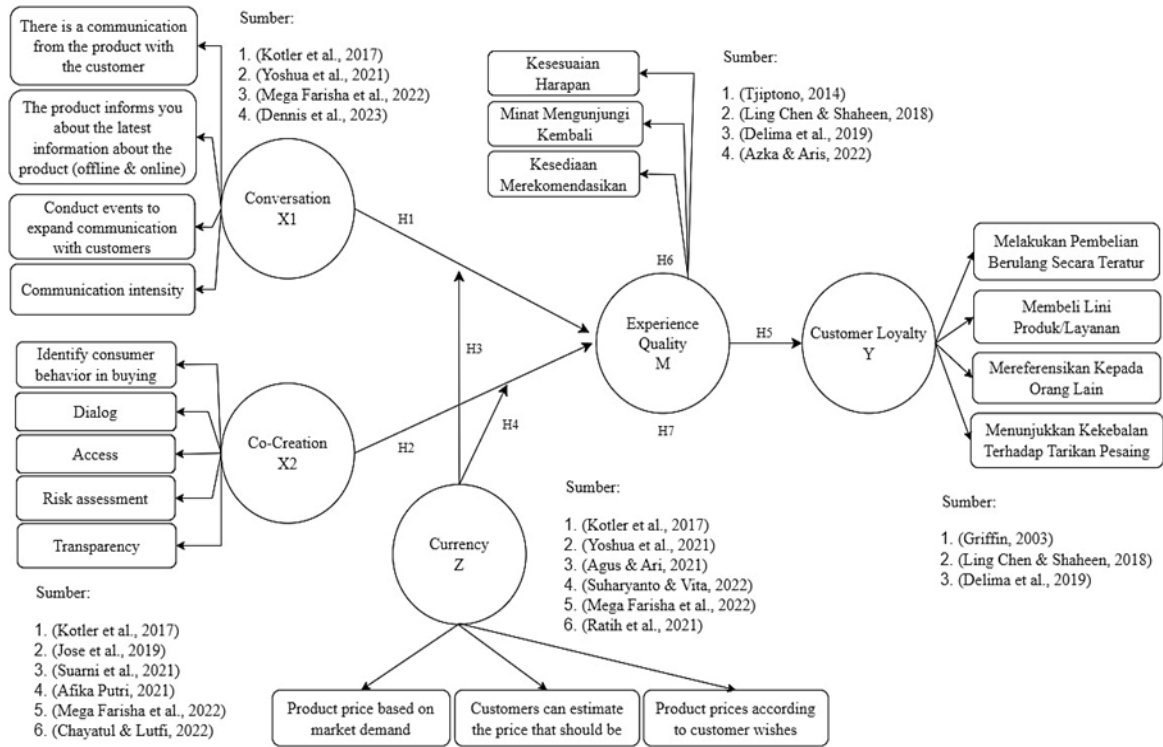 There is a communication
from the product with
the customer
The product informs you
about the latest
information about the
product (offline & online)
Conduct events to
expand communication
with customers
Communication intensity
Sumber:
1. (Kotler et al., 2017)
2. (Yoshua et al., 2021)
3. (Mega Farisha et al., 2022)
4. (Dennis et al., 2023)
Conversation
X1
H1
Kesesuaian
Harapan
Minat Mengunjungi
Kembali
Kesediaan
Merekomendasikan
Sumber:
1. (Tjiptono, 2014)
2. (Ling Chen & Shaheen, 2018)
3. (Delima et al., 2019)
4. (Azka & Aris, 2022)
H6
Experience
Quality
M
H7
H5
Customer Loyalty
Y
Melakukan Pembelian
Berulang Secara Teratur
Membeli Lini
Produk/Layanan
Mereferensikan Kepada
Orang Lain
Menunjukkan Kekebalan
Terhadap Tarikan Pesaing
Sumber:
1. (Griffin, 2003)
2. (Ling Chen & Shaheen, 2018)
3. (Delima et al., 2019)
H3
H4
Identify consumer
behavior in buying
Dialog
Access
Risk assessment
Transparency
Co-Creation
X2
H2
Sumber:
1. (Kotler et al., 2017)
2. (Jose et al., 2019)
3. (Suarni et al., 2021)
4. (Afika Putri, 2021)
5. (Mega Farisha et al., 2022)
6. (Chayatul & Lutfi, 2022)
Currency
Z
Sumber:
1. (Kotler et al., 2017)
2. (Yoshua et al., 2021)
3. (Agus & Ari, 2021)
4. (Suharyanto & Vita, 2022)
5. (Mega Farisha et al., 2022)
6. (Ratih et al., 2021)
Product price based on
market demand
Customers can estimate
the price that should be
Product prices according
to customer wishes